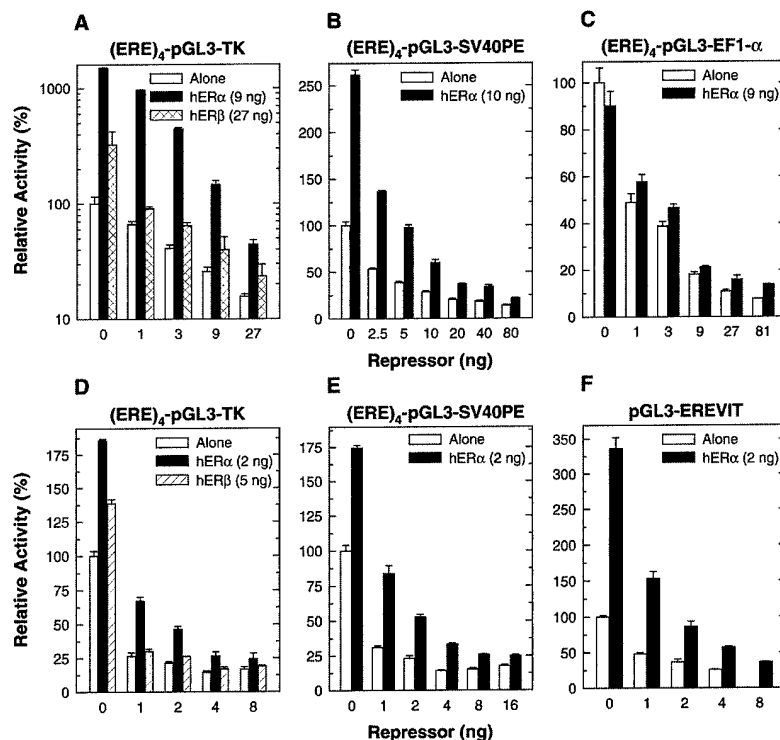 A
(ERE)4-pGL3-TK
Alone
hERα (9 ng)
hERβ (27 ng)
Relative Activity (%)
1000
100
10
0 1 3 9 27
B
(ERE)4-pGL3-SV40PE
Alone
hERα (10 ng)
250
200
150
100
50
0
0 2.5 5 10 20 40 80
Repressor (ng)
C
(ERE)4-pGL3-EF1-α
Alone
hERα (9 ng)
100
80
60
40
20
0
0 1 3 9 27 81
D
(ERE)4-pGL3-TK
Alone
hERα (2 ng)
hERβ (5 ng)
Relative Activity (%)
175
150
125
100
75
50
25
0
0 1 2 4 8
E
(ERE)4-pGL3-SV40PE
Alone
hERα (2 ng)
175
150
125
100
75
50
25
0
0 1 2 4 8 16
Repressor (ng)
F
pGL3-EREVIT
Alone
hERα (2 ng)
350
300
250
200
150
100
50
0
0 1 2 4 8